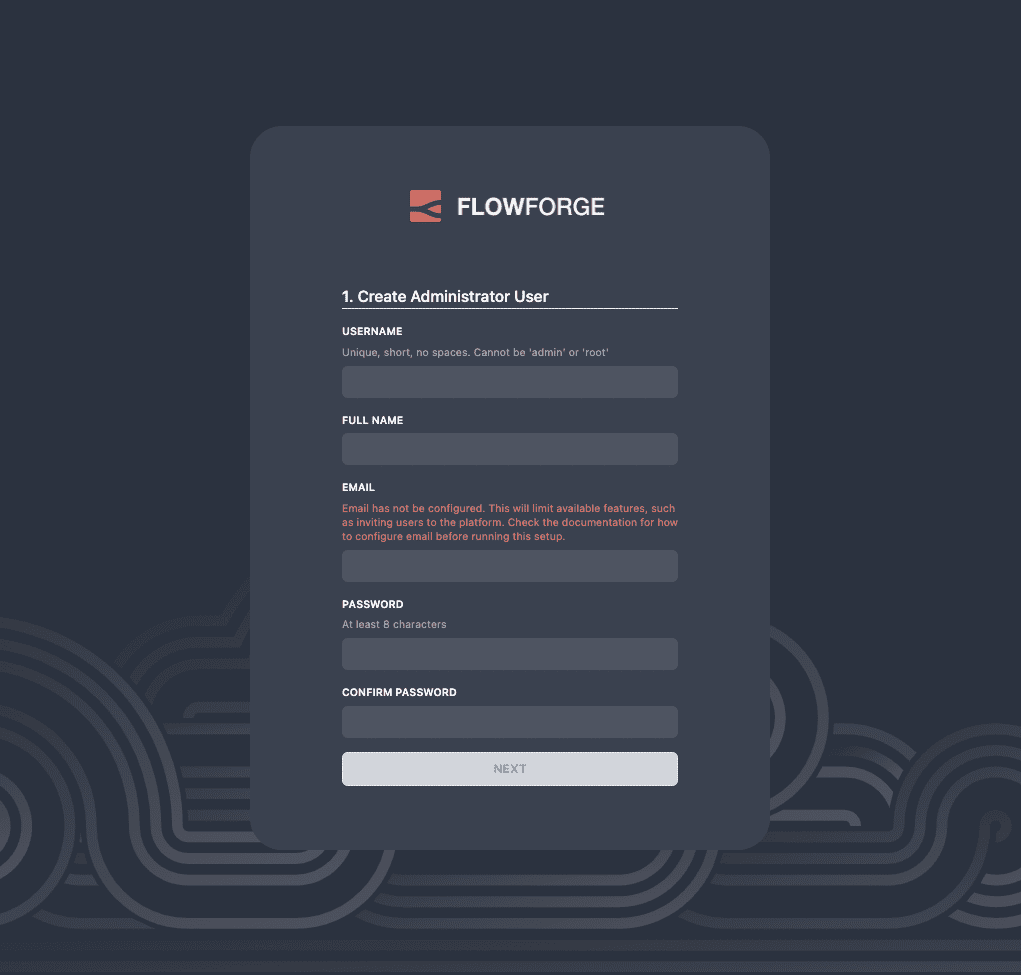 FLOWFORGE
1. Create Administrator User
USERNAME
Unique, short, no spaces. Cannot be 'admin' or 'root'
FULL NAME
EMAIL
Email has not be configured. This will limit available features, such
as inviting users to the platform. Check the documentation for how
to configure email before running this setup.
PASSWORD
At least 8 characters
CONFIRM PASSWORD
NEXT